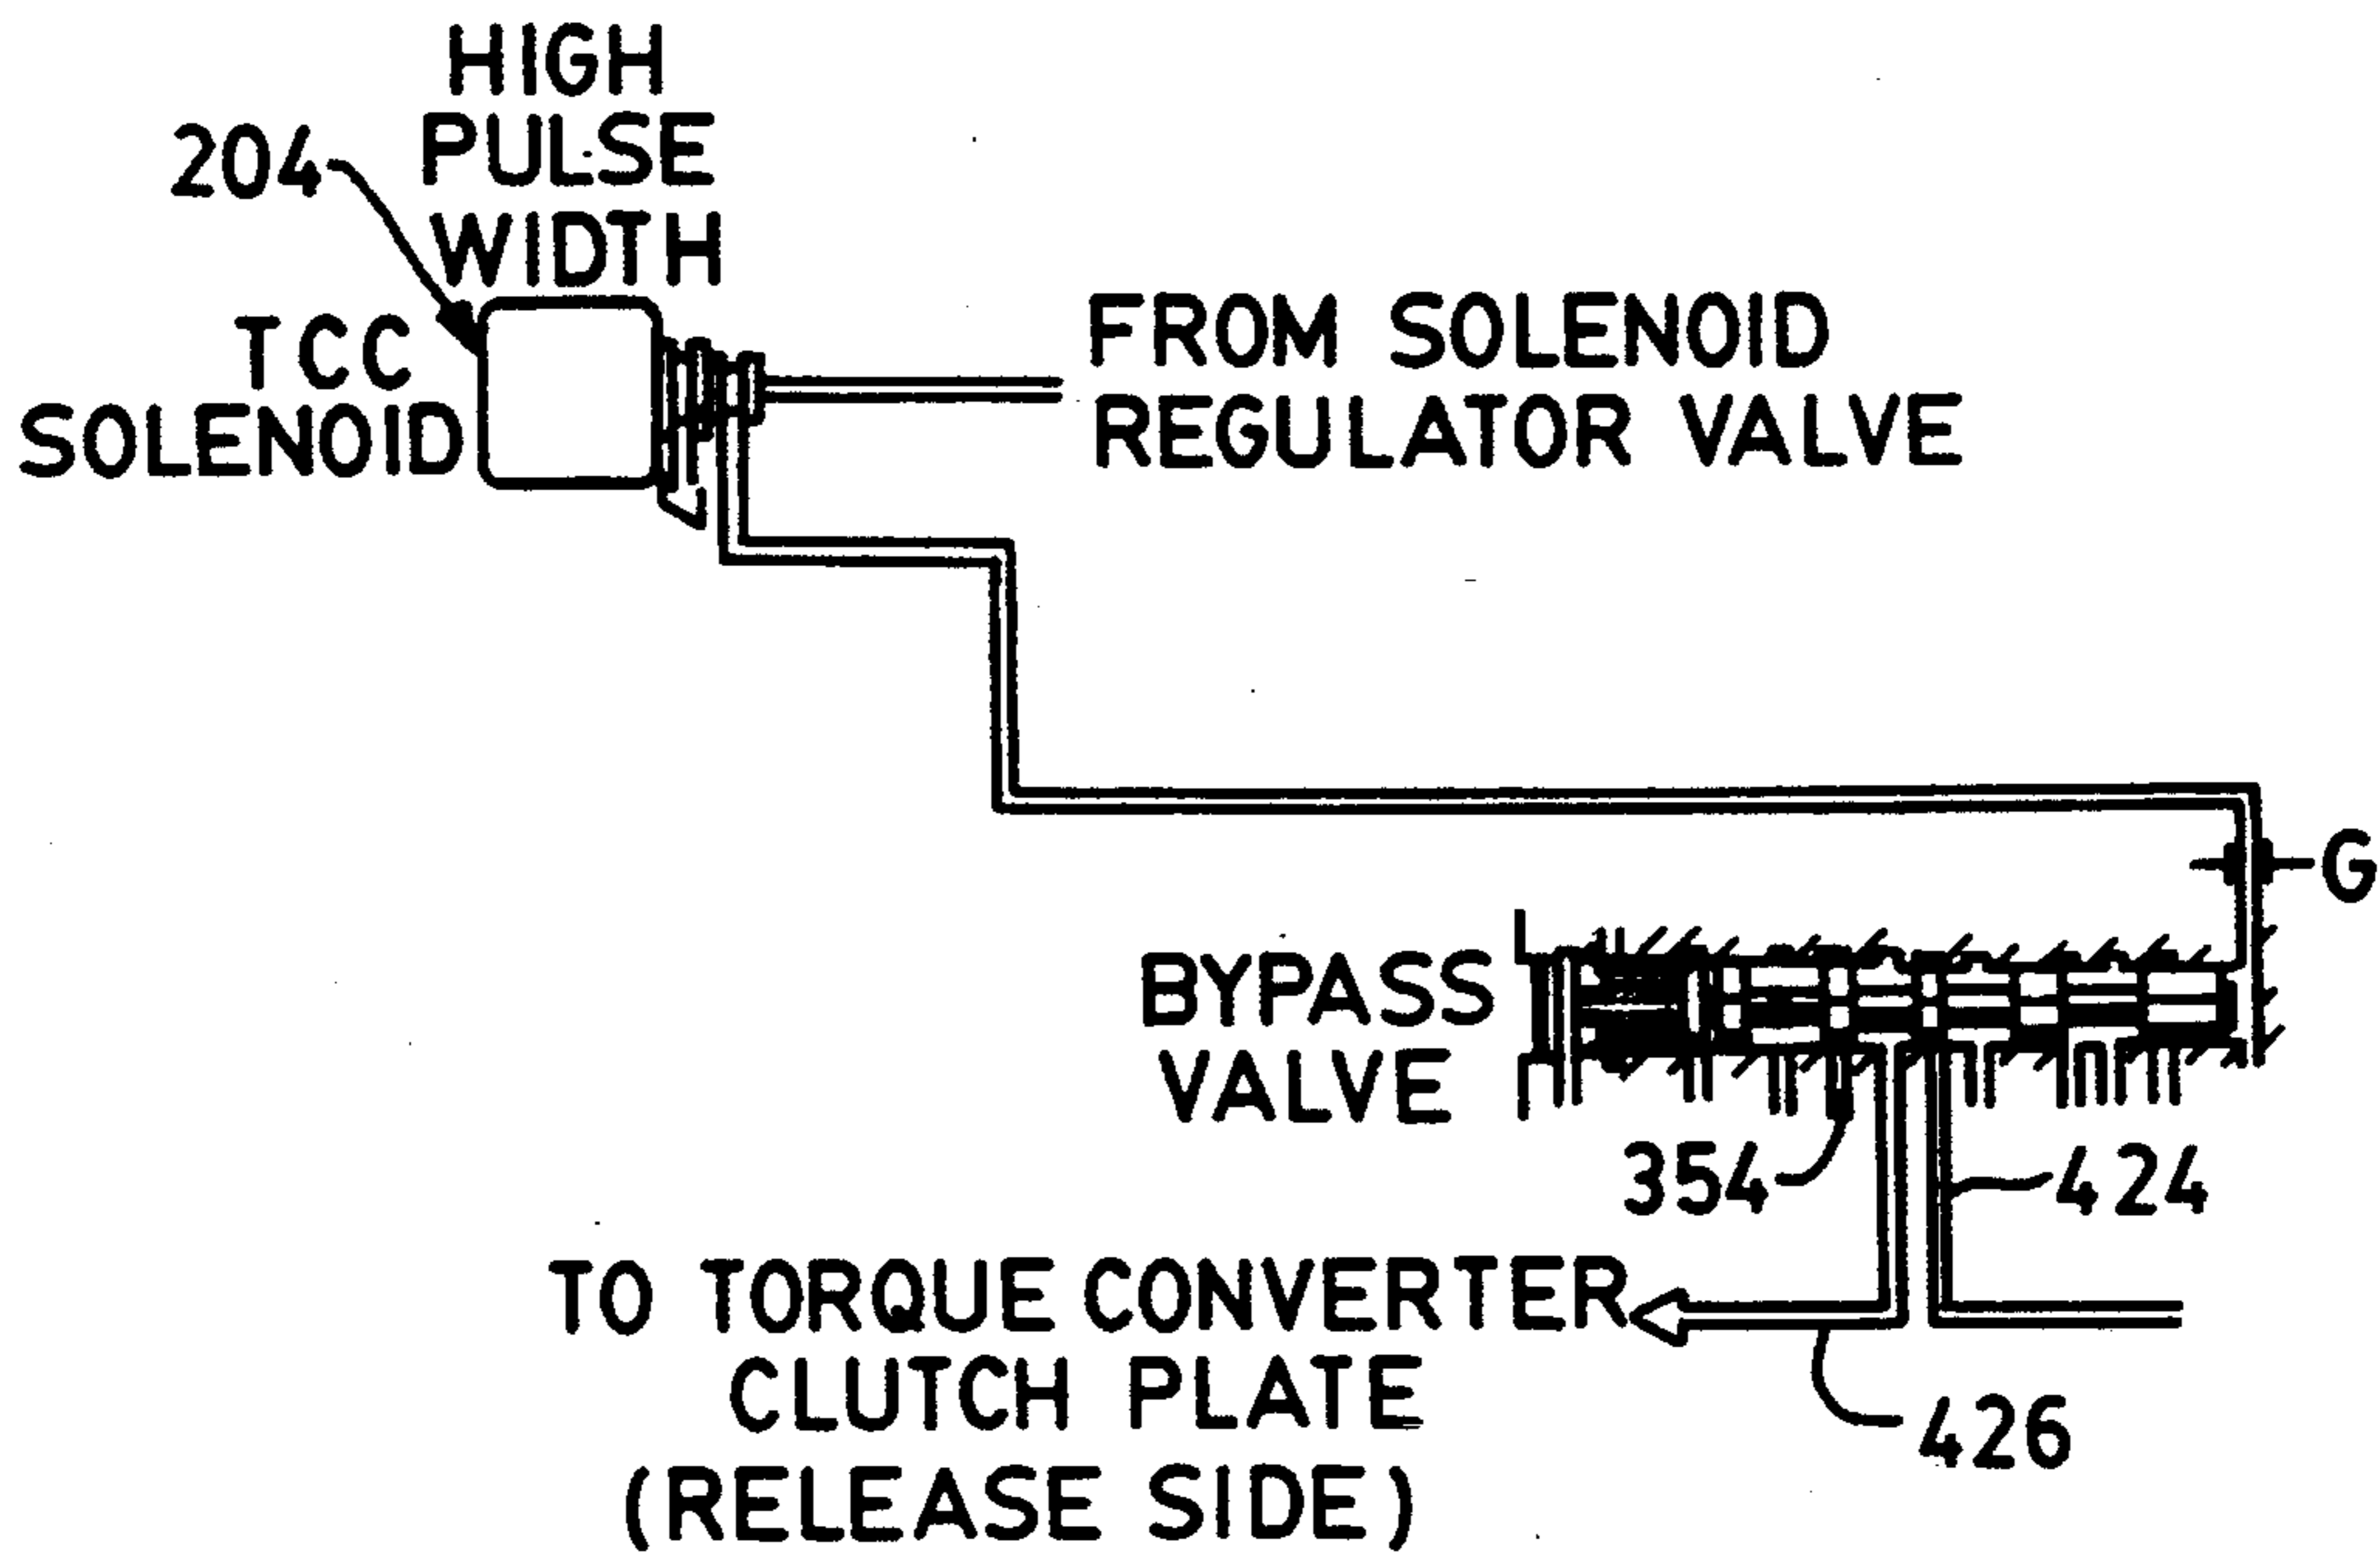 HIGH
PULSE
WIDTH
204
TCC
SOLENOID
FROM SOLENOID
REGULATOR VALVE
G
BYPASS
VALVE
354
424
TO TORQUE CONVERTER
CLUTCH PLATE
(RELEASE SIDE)
426